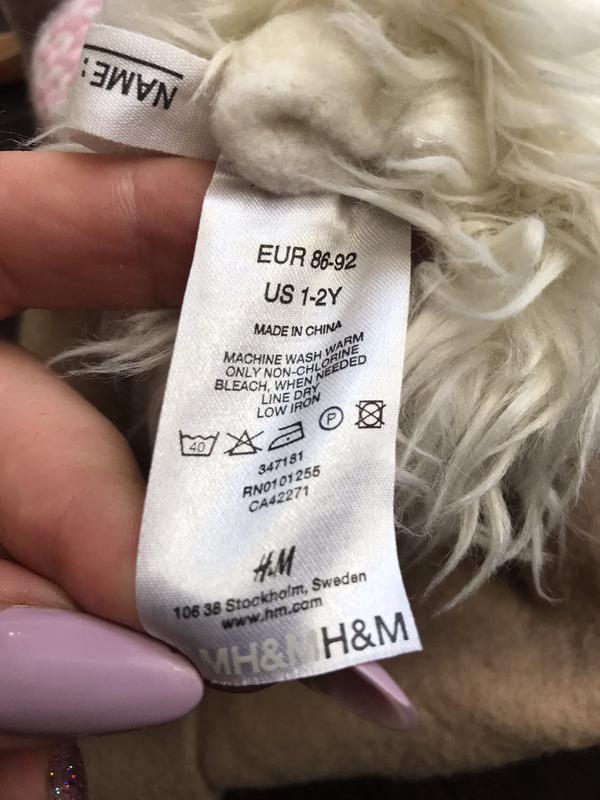 NAME:
EUR 86-92
US 1-2Y
MADE IN CHINA
MACHINE WASH WARM
ONLY NON-CHLORINE
BLEACH, WHEN NEEDED
LINE DRY
LOW IRON
40 P
347181
RN0101255
CA42271
H&M
106 38 Stockholm, Sweden
www.hm.com
MH&MH&M